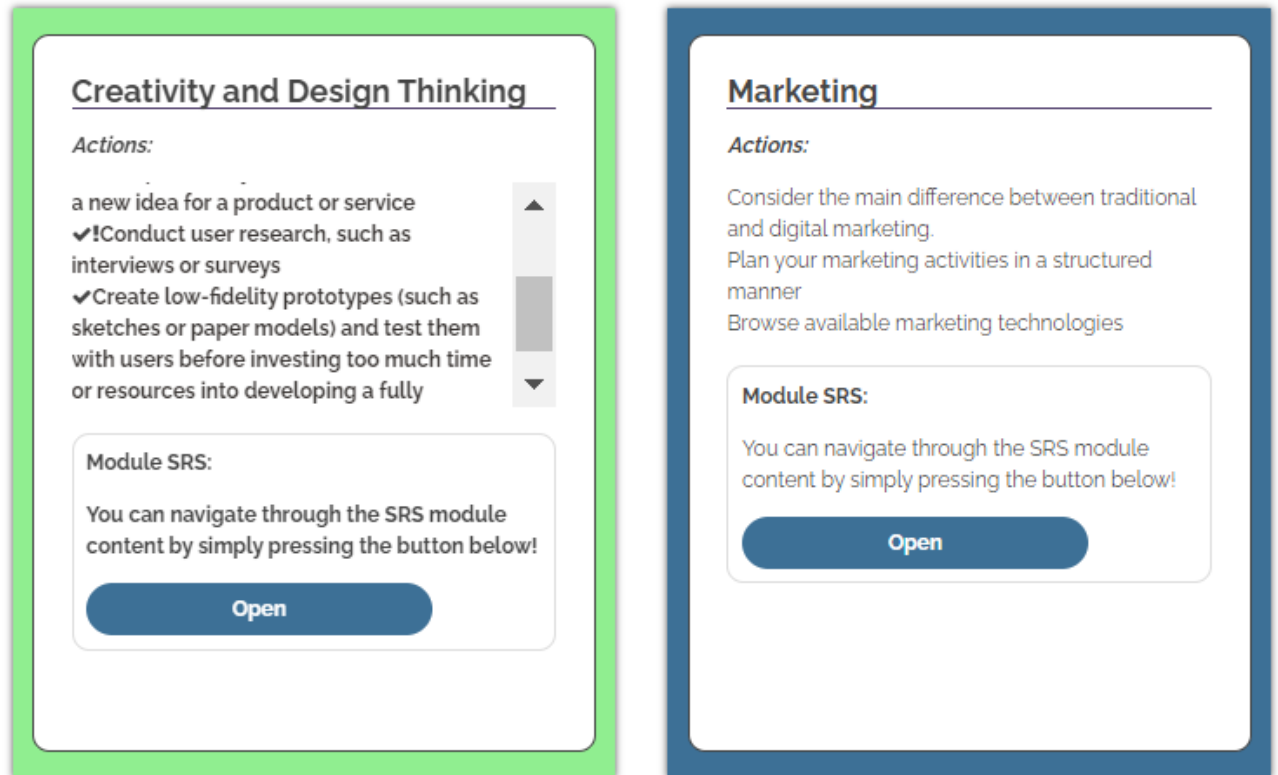 Creativity and Design Thinking
Actions:
a new idea for a product or service
✔!Conduct user research, such as
interviews or surveys
✔Create low-fidelity prototypes (such as
sketches or paper models) and test them
with users before investing too much time
or resources into developing a fully
Module SRS:
You can navigate through the SRS module
content by simply pressing the button below!
Open
Marketing
Actions:
Consider the main difference between traditional
and digital marketing.
Plan your marketing activities in a structured
manner
Browse available marketing technologies
Module SRS:
You can navigate through the SRS module
content by simply pressing the button below!
Open